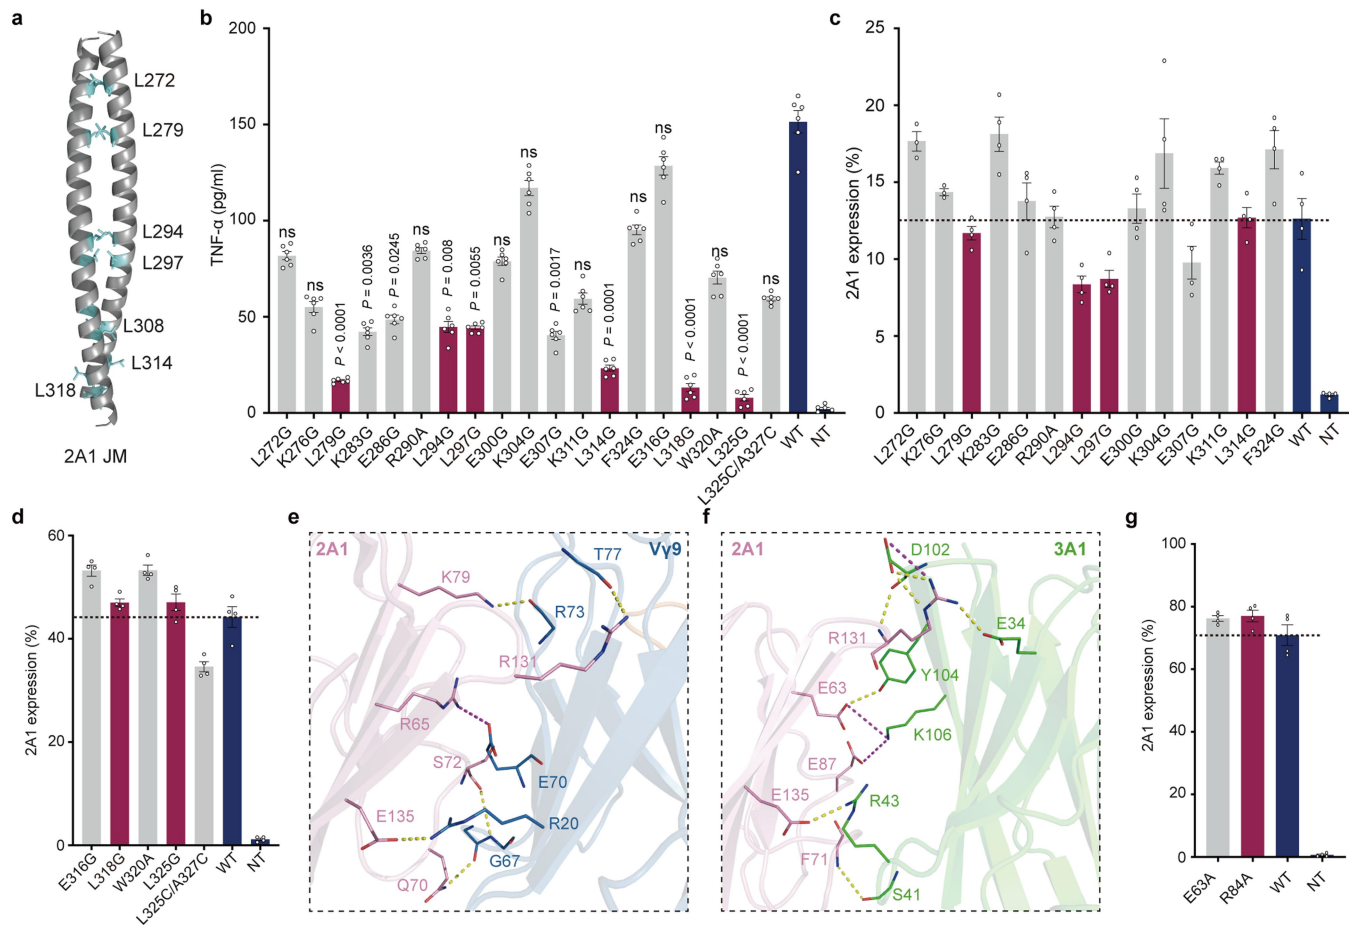 a
L272
L279
L294
L297
L308
L314
L318
2A1 JM
b
TNF-α (pg/ml)
200
150
100
50
0
ns
ns
P < 0.0001
P = 0.0036
P = 0.0245
ns
P = 0.008
P = 0.0055
ns
ns
P = 0.0017
ns
P = 0.0001
ns
ns
P < 0.0001
ns
P < 0.0001
ns
L272G
K276G
L279G
K283G
E286G
R290A
L294G
L297G
E300G
K304G
E307G
K311G
L314G
F324G
E316G
L318G
W320A
L325G
L325C/A327C
WT
NT
c
2A1 expression (%)
25
20
15
10
5
0
L272G
K276G
L279G
K283G
E286G
R290A
L294G
L297G
E300G
K304G
E307G
K311G
L314G
F324G
WT
NT
d
2A1 expression (%)
60
40
20
0
E316G
L318G
W320A
L325G
L325C/A327C
WT
NT
e
2A1
Vγ9
T77
K79
R73
R131
R65
S72
E70
E135
R20
G67
Q70
f
2A1
3A1
D102
E34
R131
Y104
E63
K106
E87
E135
R43
F71
S41
g
2A1 expression (%)
100
80
60
40
20
0
E63A
R84A
WT
NT